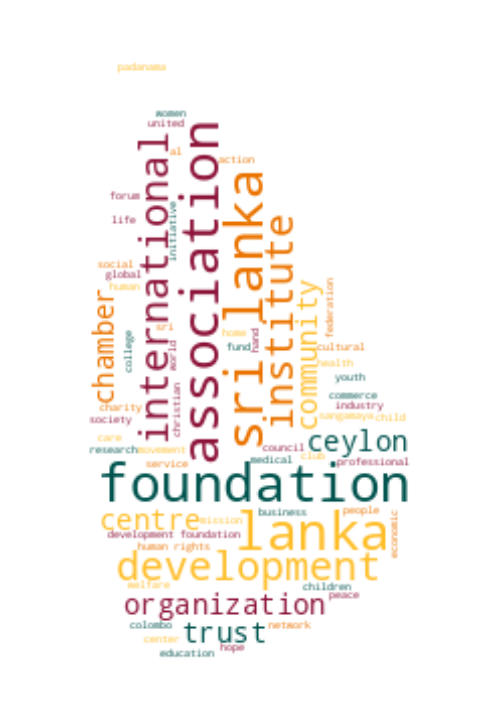 padanama
women
united
al
action
international
association
sri lanka
forum
life
initiative
institute
social
global
human
chamber
community
federation
sri
college
world
home
fund
hand
cultural
health
youth
christian
charity
commerce
industry
society
sangamaya
child
care
ceylon
research
movement
council
club
medical
service
professional
foundation
centre
mission
business
people
lanka
economic
development foundation
human rights
development
welfare
children
peace
organization
colombo
trust
network
center
hope
education